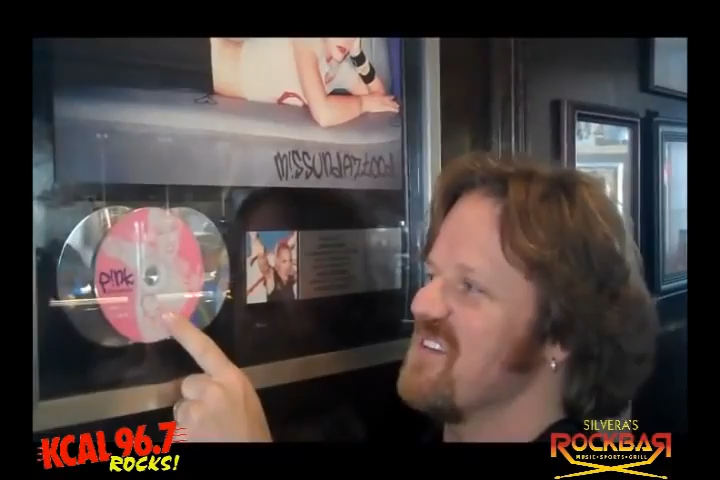 M!SSUNDAZTOOD
P!nk
KCAL 96.7
ROCKS!
SILVERA'S
ROCKBAR
MUSIC•SPORTS•GRILL